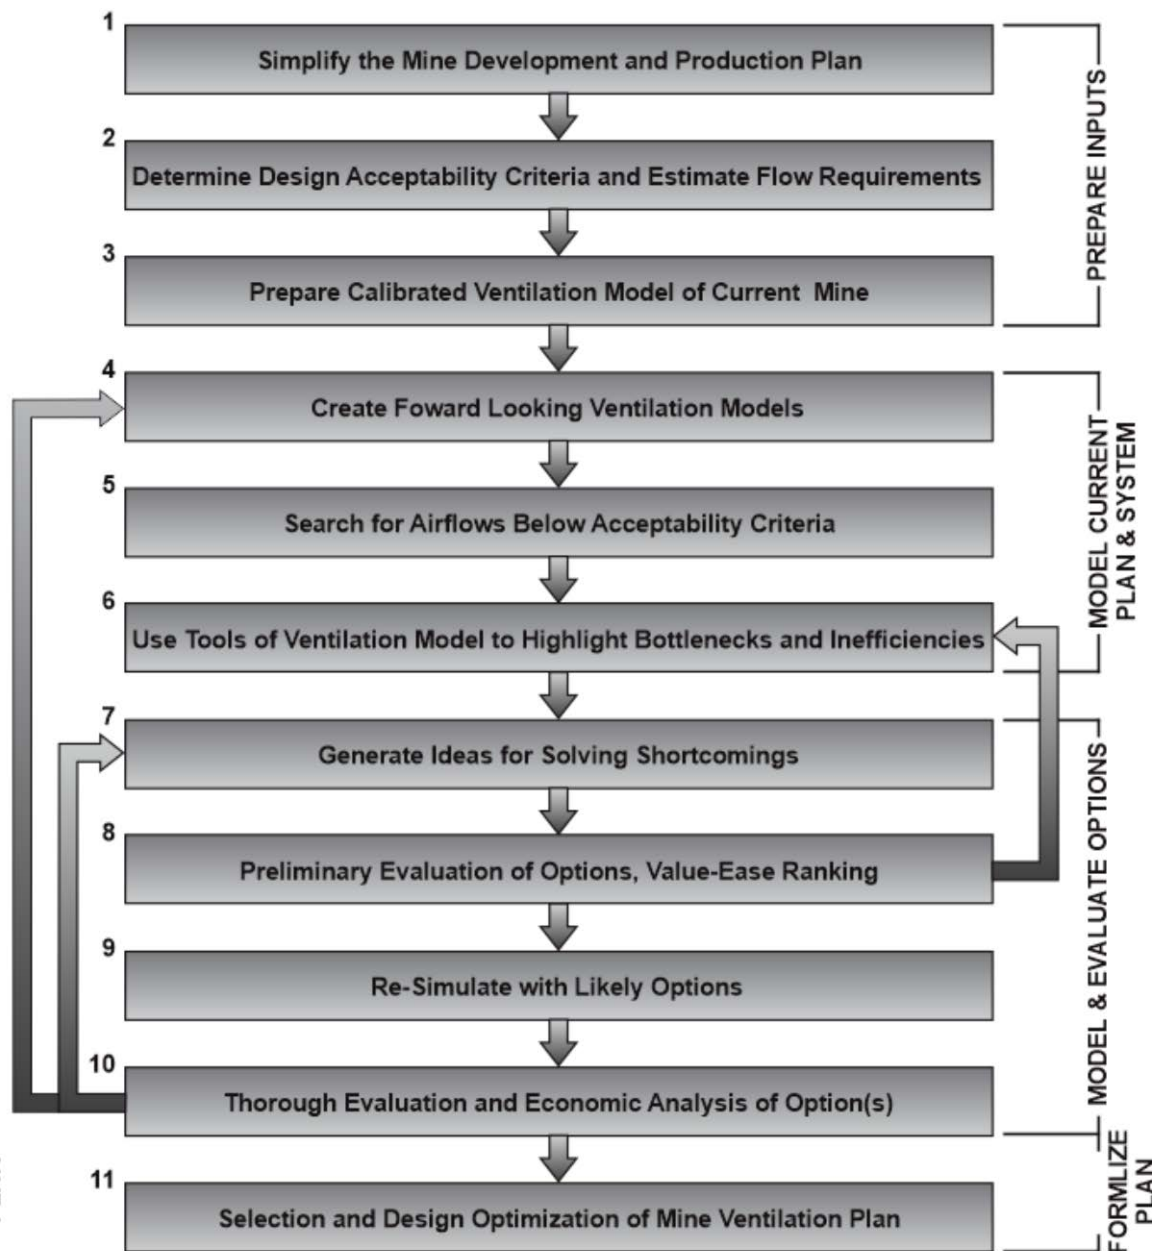 1
Simplify the Mine Development and Production Plan
2
Determine Design Acceptability Criteria and Estimate Flow Requirements
3
Prepare Calibrated Ventilation Model of Current Mine
PREPARE INPUTS
4
Create Foward Looking Ventilation Models
5
Search for Airflows Below Acceptability Criteria
6
Use Tools of Ventilation Model to Highlight Bottlenecks and Inefficiencies
MODEL CURRENT
PLAN & SYSTEM
7
Generate Ideas for Solving Shortcomings
8
Preliminary Evaluation of Options, Value-Ease Ranking
9
Re-Simulate with Likely Options
10
Thorough Evaluation and Economic Analysis of Option(s)
MODEL & EVALUATE OPTIONS
11
Selection and Design Optimization of Mine Ventilation Plan
FORMLIZE
PLAN